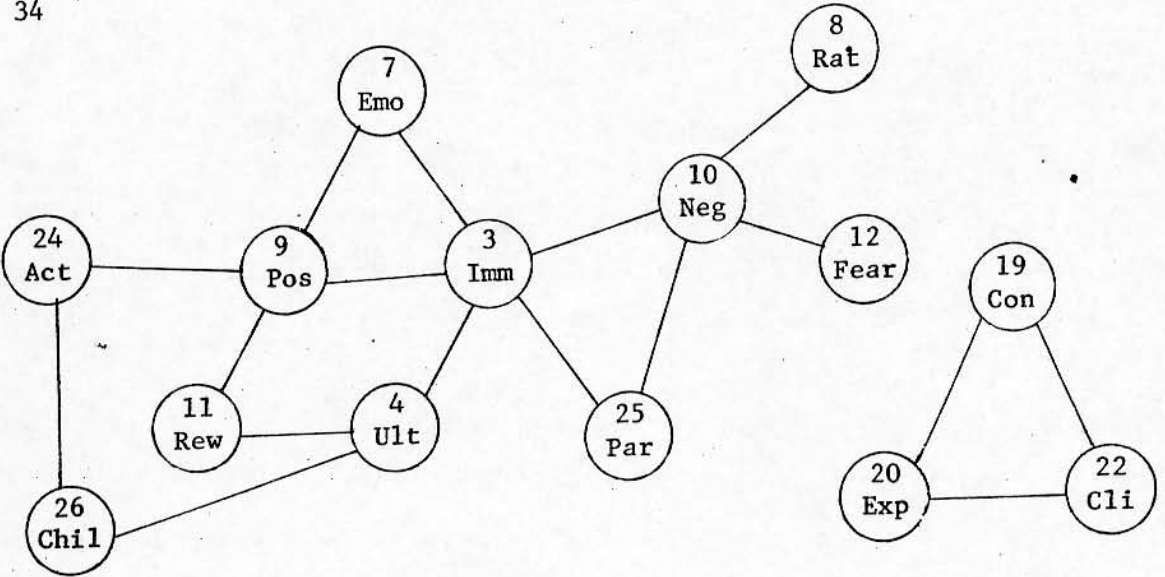 34
8
Rat
7
Emo
10
Neg
24
Act
9
Pos
3
Imm
12
Fear
19
Con
11
Rew
4
Ult
25
Par
20
Exp
22
Cli
26
Chil